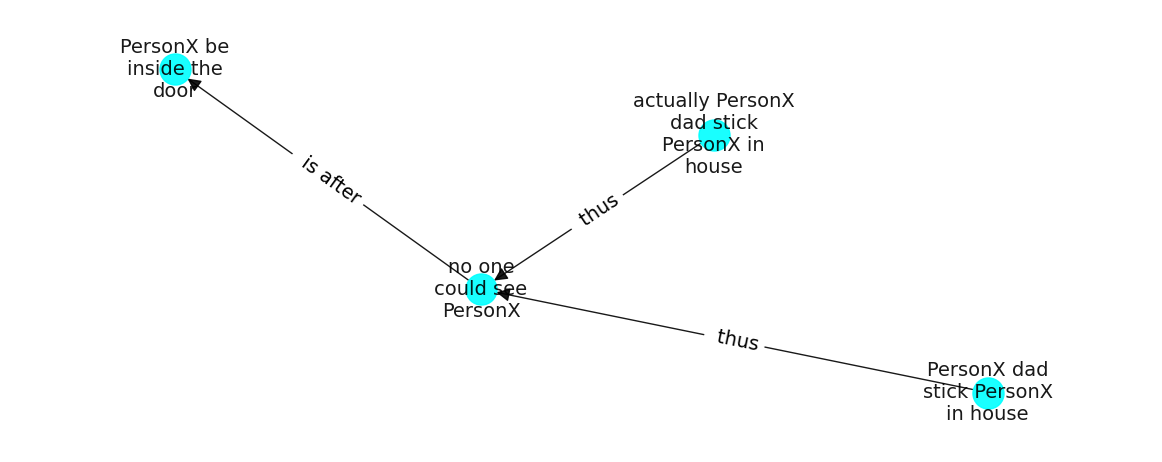 PersonX be
inside the
door
actually PersonX
dad stick
PersonX in
house
is after
thus
no one
could see
PersonX
thus
PersonX dad
stick PersonX
in house